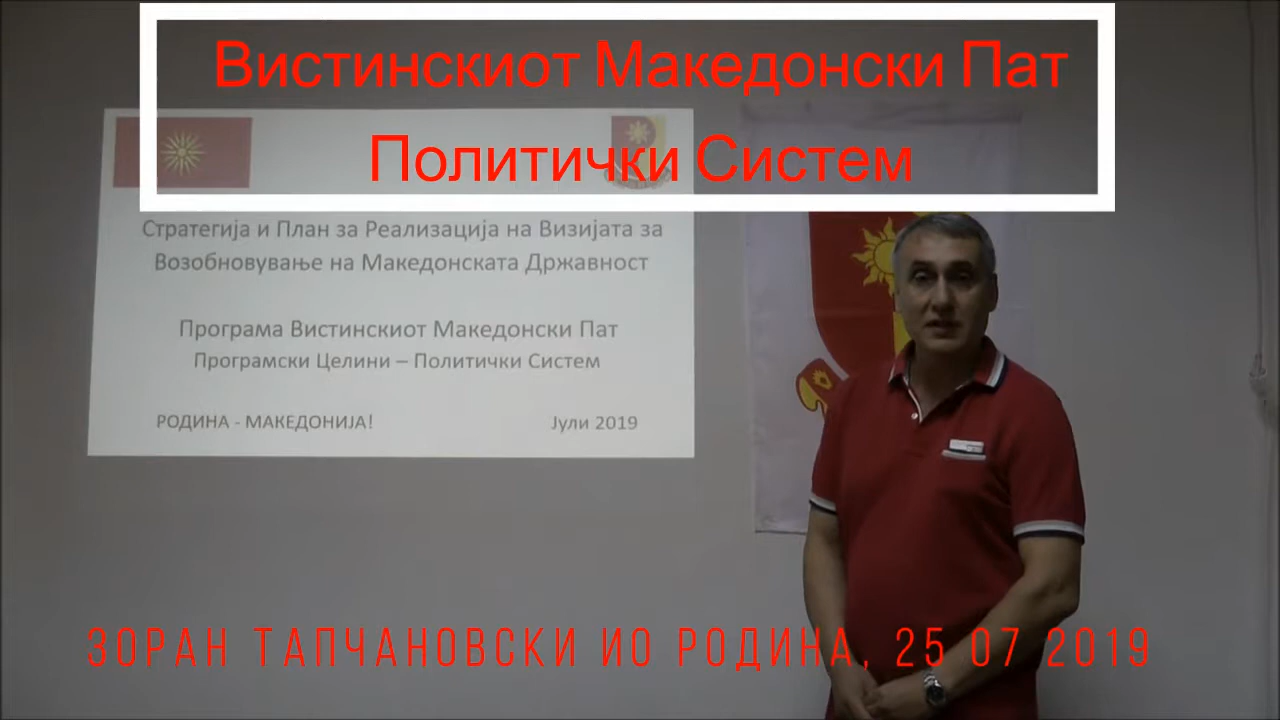 Вистинскиот Македонски Пат
Политички Систем
Стратегија и План за Реализација на Визијата за
Возобновување на Македонската Државност
Програма Вистинскиот Македонски Пат
Програмски Целини – Политички Систем
РОДИНА - МАКЕДОНИЈА! Јули 2019
ЗОРАН ТАПЧАНОВСКИ ИО РОДИНА, 25 07 2019